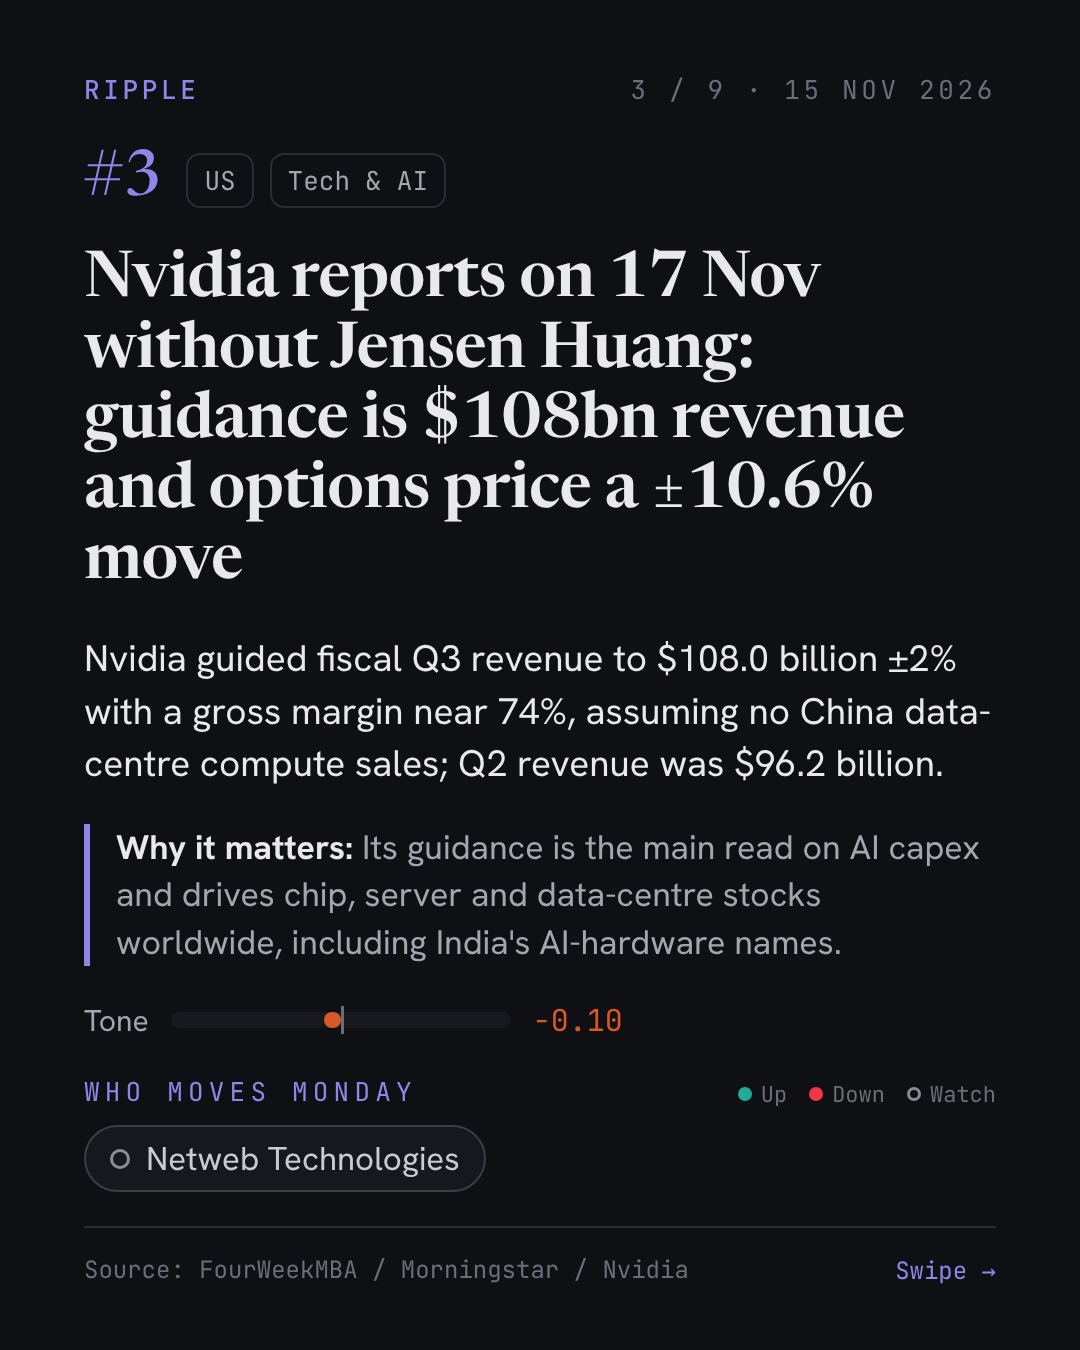 RIPPLE
3 / 9 · 15 NOV 2026
#3 US Tech & AI
Nvidia reports on 17 Nov
without Jensen Huang:
guidance is $108bn revenue
and options price a ±10.6%
move
Nvidia guided fiscal Q3 revenue to $108.0 billion ±2%
with a gross margin near 74%, assuming no China data-
centre compute sales; Q2 revenue was $96.2 billion.
Why it matters: Its guidance is the main read on AI capex
and drives chip, server and data-centre stocks
worldwide, including India's AI-hardware names.
Tone -0.10
WHO MOVES MONDAY
Up Down Watch
Netweb Technologies
Source: FourWeekMBA / Morningstar / Nvidia
Swipe →